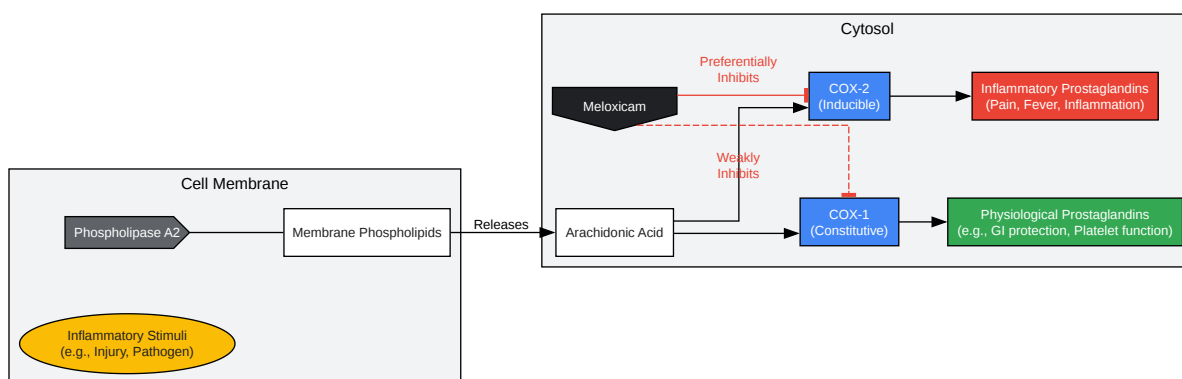 Cytosol
Preferentially
Inhibits
Meloxicam
COX-2
(Inducible)
Inflammatory Prostaglandins
(Pain, Fever, Inflammation)
Weakly
Inhibits
Cell Membrane
Phospholipase A2
Membrane Phospholipids
Releases
Arachidonic Acid
COX-1
(Constitutive)
Physiological Prostaglandins
(e.g., GI protection, Platelet function)
Inflammatory Stimuli
(e.g., Injury, Pathogen)